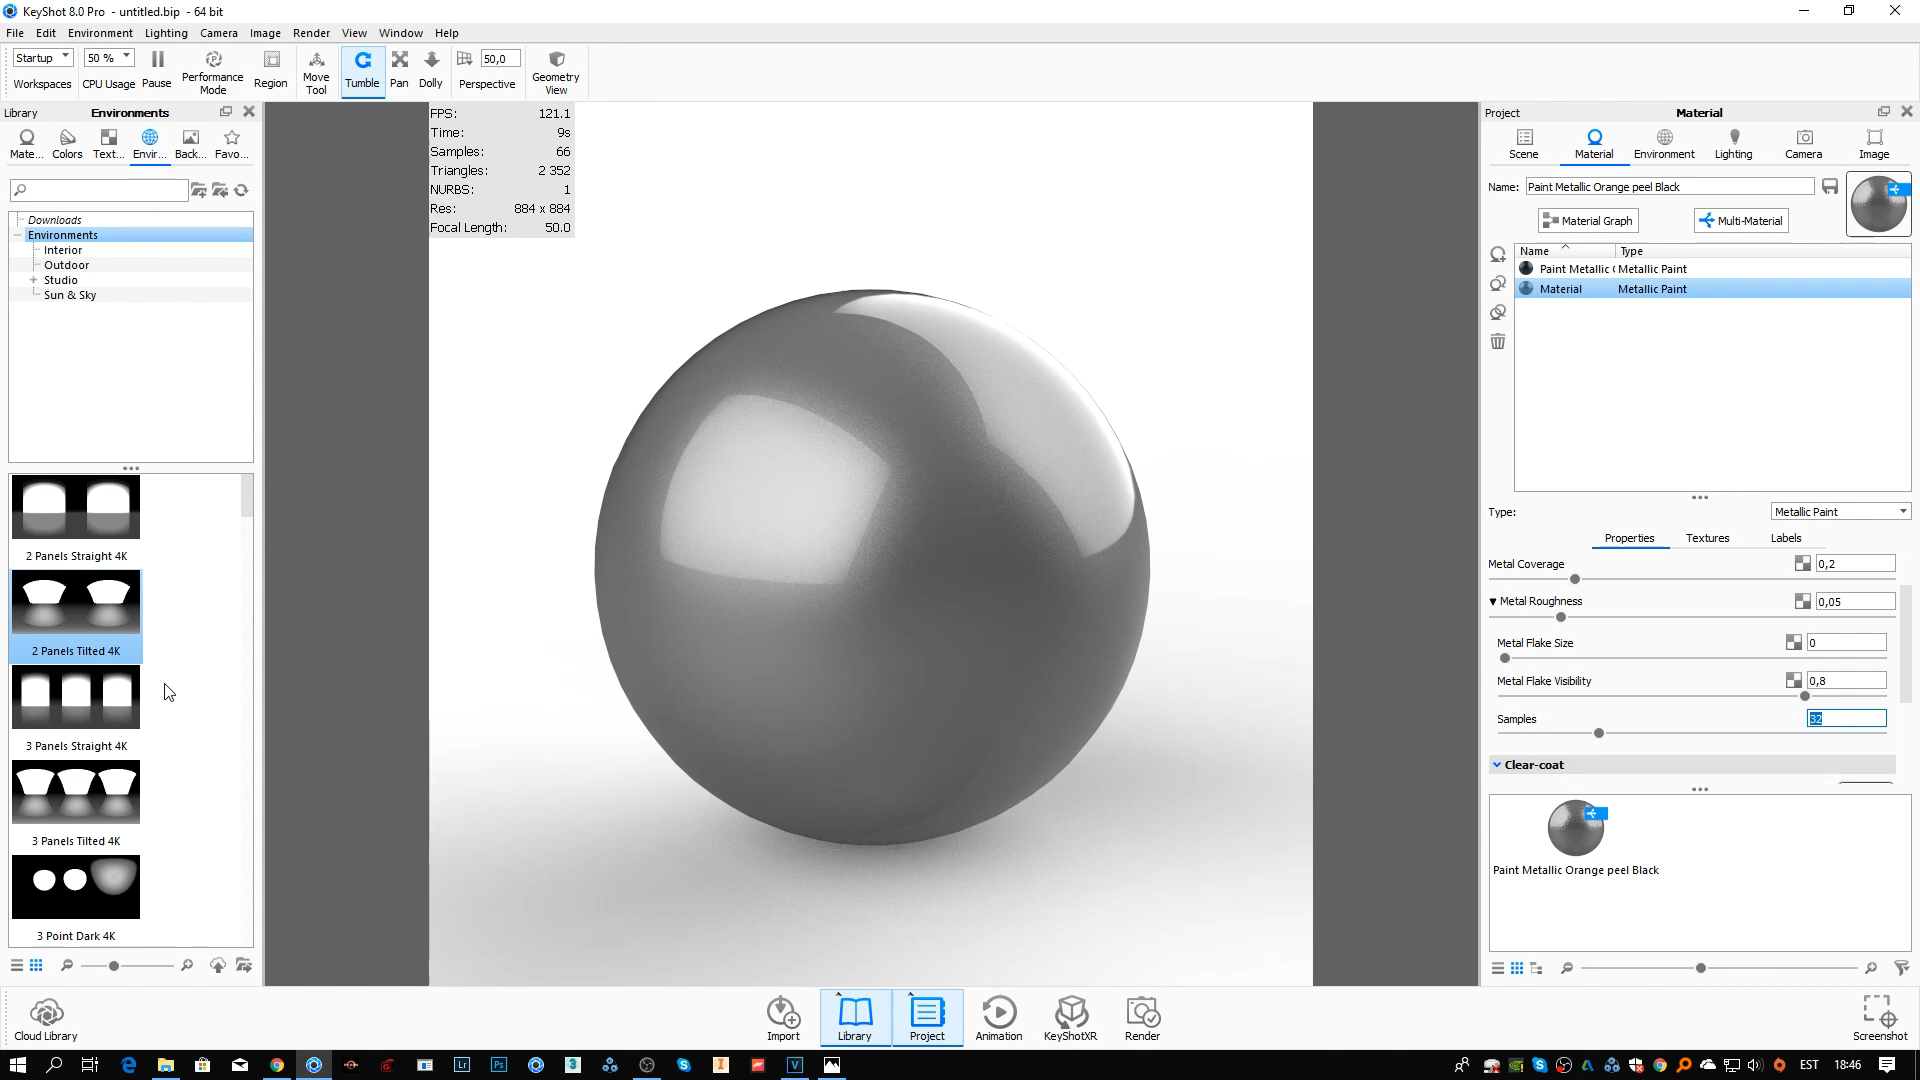 KeyShot 8.0 Pro - untitled.bip - 64 bit
File Edit Environment Lighting Camera Image Render View Window Help
Startup 50 % 50,0
Workspaces CPU Usage Pause Performance Mode Region Move Tool Tumble Pan Dolly Perspective Geometry View
Library Environments
Mate... Colors Text... Envir... Back... Favo...
Downloads
Environments
Interior
Outdoor
Studio
Sun & Sky
2 Panels Straight 4K
2 Panels Tilted 4K
3 Panels Straight 4K
3 Panels Tilted 4K
3 Point Dark 4K
FPS: 121.1
Time: 9s
Samples: 66
Triangles: 2 352
NURBS: 1
Res: 884 x 884
Focal Length: 50.0
Project Material
Scene Material Environment Lighting Camera Image
Name: Paint Metallic Orange peel Black
Material Graph Multi-Material
Name Type
Paint Metallic ( Metallic Paint
Material Metallic Paint
Type: Metallic Paint
Properties Textures Labels
Metal Coverage 0,2
Metal Roughness 0,05
Metal Flake Size 0
Metal Flake Visibility 0,8
Samples 32
Clear-coat
Paint Metallic Orange peel Black
Cloud Library Import Library Project Animation KeyShotXR Render Screenshot
Lr Ps 3 S I V EST 18:46